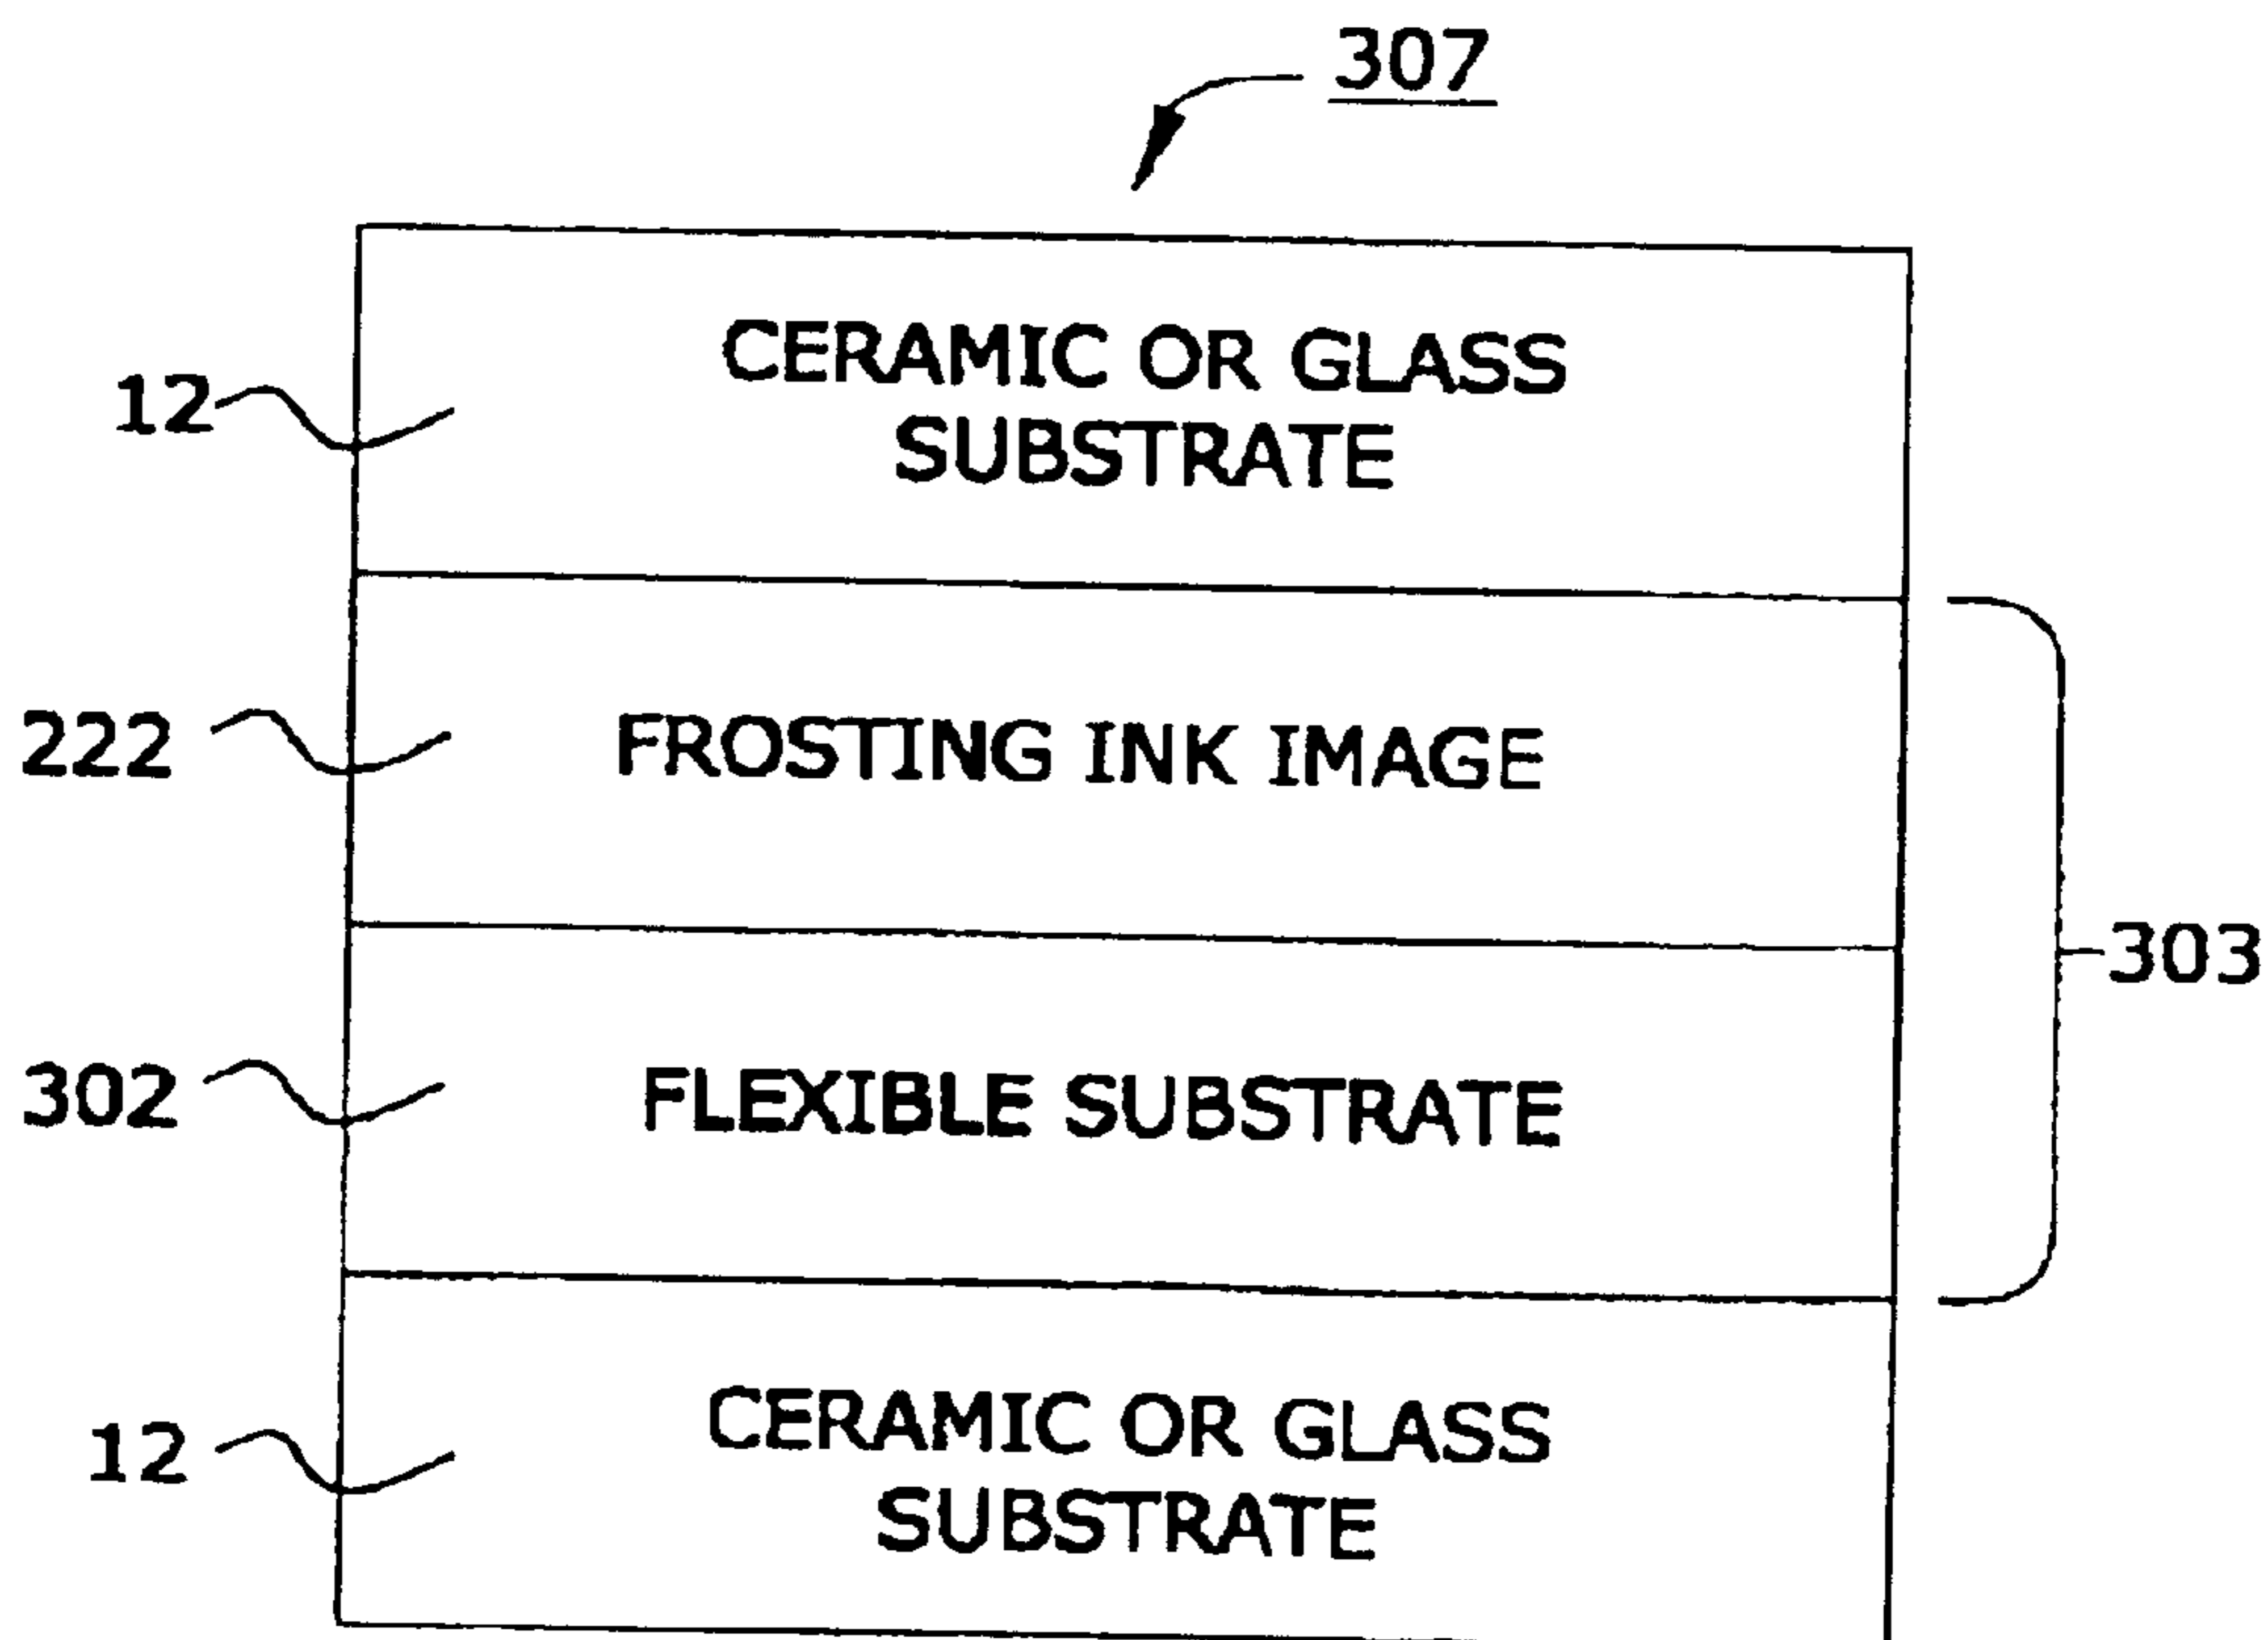 307
CERAMIC OR GLASS
SUBSTRATE
12
FROSTING INK IMAGE
222
303
FLEXIBLE SUBSTRATE
302
CERAMIC OR GLASS
SUBSTRATE
12